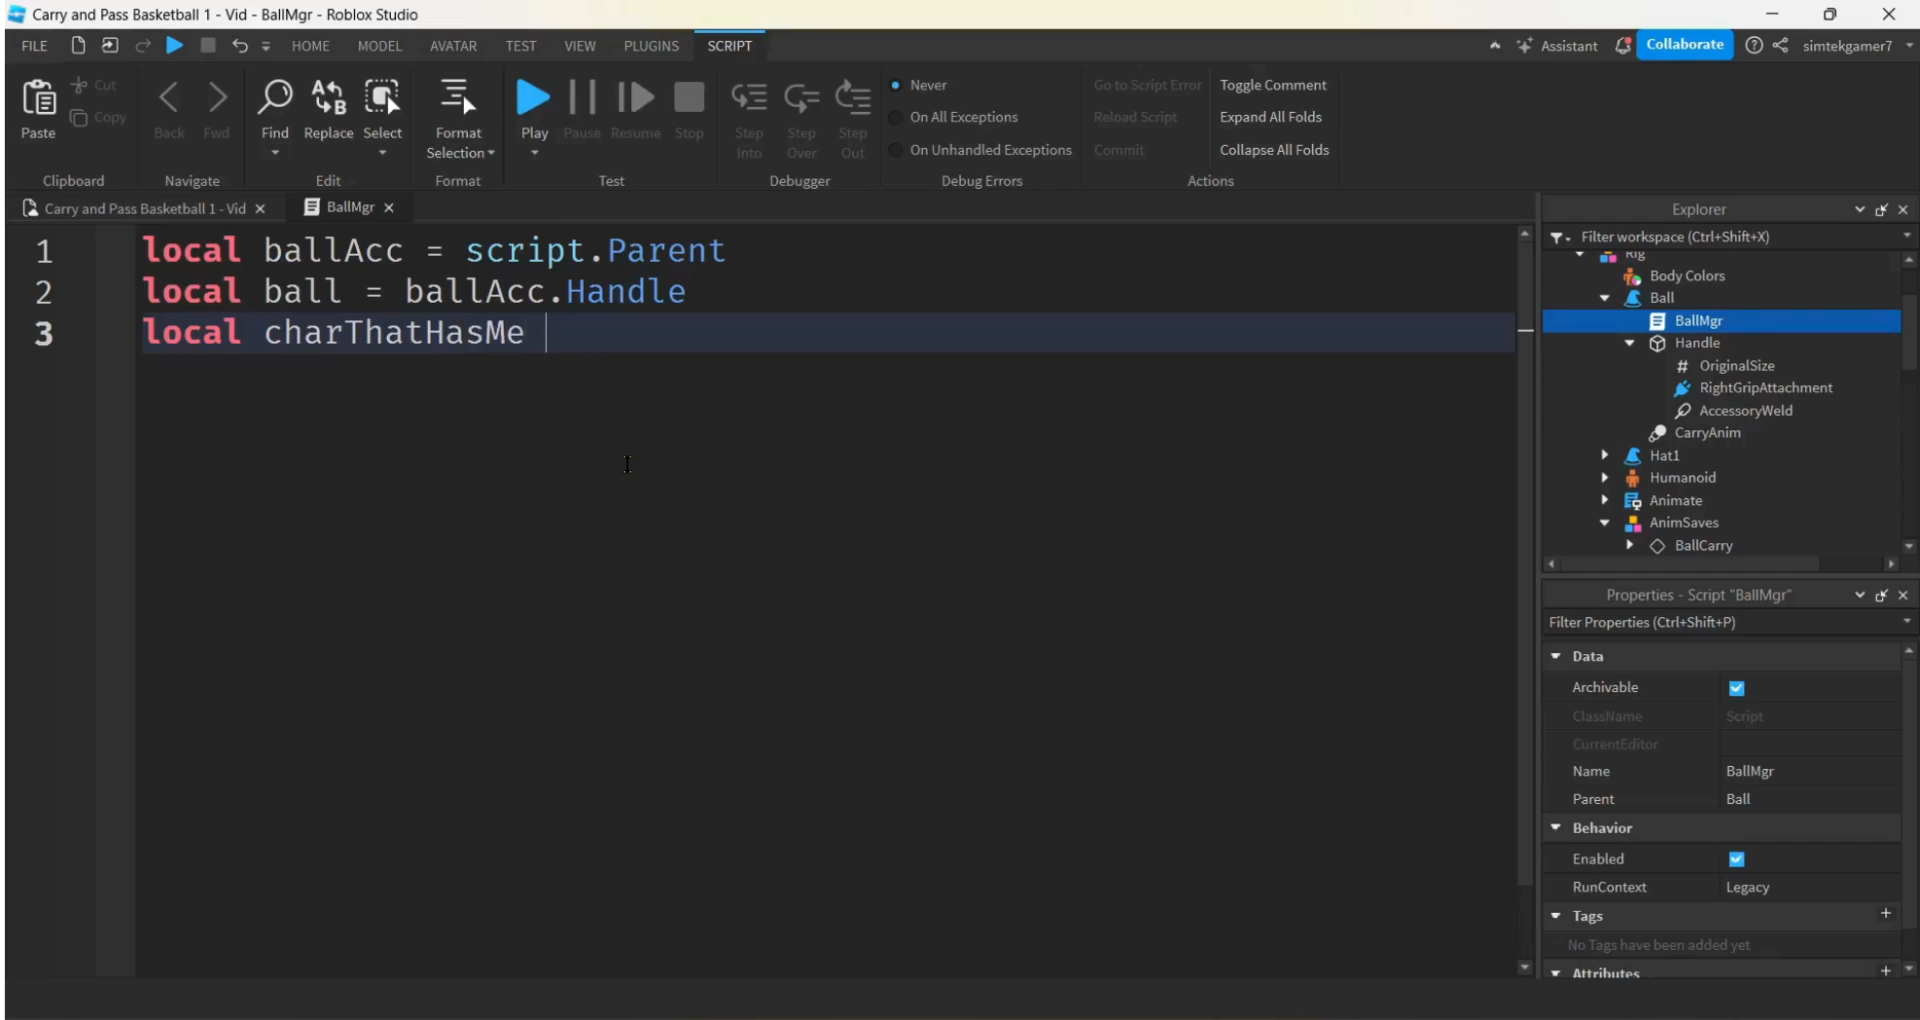 Carry and Pass Basketball 1 - Vid - BallMgr - Roblox Studio
FILE HOME MODEL AVATAR TEST VIEW PLUGINS SCRIPT Assistant Collaborate simtekgamer7
Paste Cut Copy
Back Fwd
Find Replace Select
Format Selection
Play Pause Resume Stop
Step Into Step Over Step Out
Never
On All Exceptions
On Unhandled Exceptions
Go to Script Error
Reload Script
Commit
Toggle Comment
Expand All Folds
Collapse All Folds
Clipboard Navigate Edit Format Test Debugger Debug Errors Actions
Carry and Pass Basketball 1 - Vid BallMgr
1 local ballAcc = script.Parent
2 local ball = ballAcc.Handle
3 local charThatHasMe
Explorer
Filter workspace (Ctrl+Shift+X)
Rig
Body Colors
Ball
BallMgr
Handle
# OriginalSize
RightGripAttachment
AccessoryWeld
CarryAnim
Hat1
Humanoid
Animate
AnimSaves
BallCarry
Properties - Script "BallMgr"
Filter Properties (Ctrl+Shift+P)
Data
Archivable
ClassName Script
CurrentEditor
Name BallMgr
Parent Ball
Behavior
Enabled
RunContext Legacy
Tags +
No Tags have been added yet
Attributes +